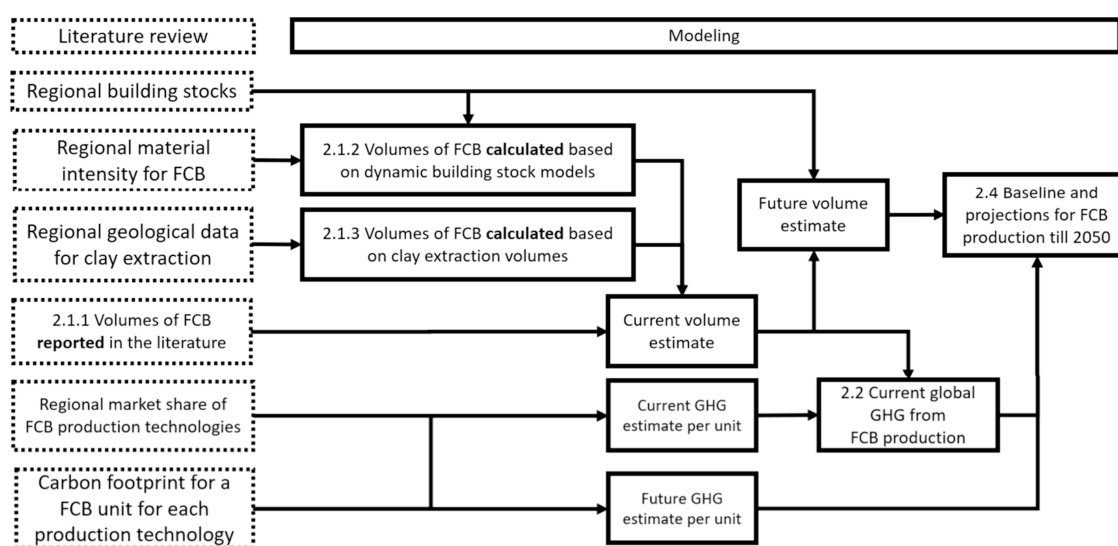 Literature review
Modeling
Regional building stocks
Regional material
intensity for FCB
2.1.2 Volumes of FCB calculated based
on dynamic building stock models
Regional geological data
for clay extraction
2.1.3 Volumes of FCB calculated based
on clay extraction volumes
Future volume
estimate
2.4 Baseline and
projections for FCB
production till 2050
2.1.1 Volumes of FCB
reported in the literature
Current volume
estimate
Regional market share of
FCB production technologies
Current GHG
estimate per unit
2.2 Current global
GHG from
FCB production
Carbon footprint for a
FCB unit for each
production technology
Future GHG
estimate per unit